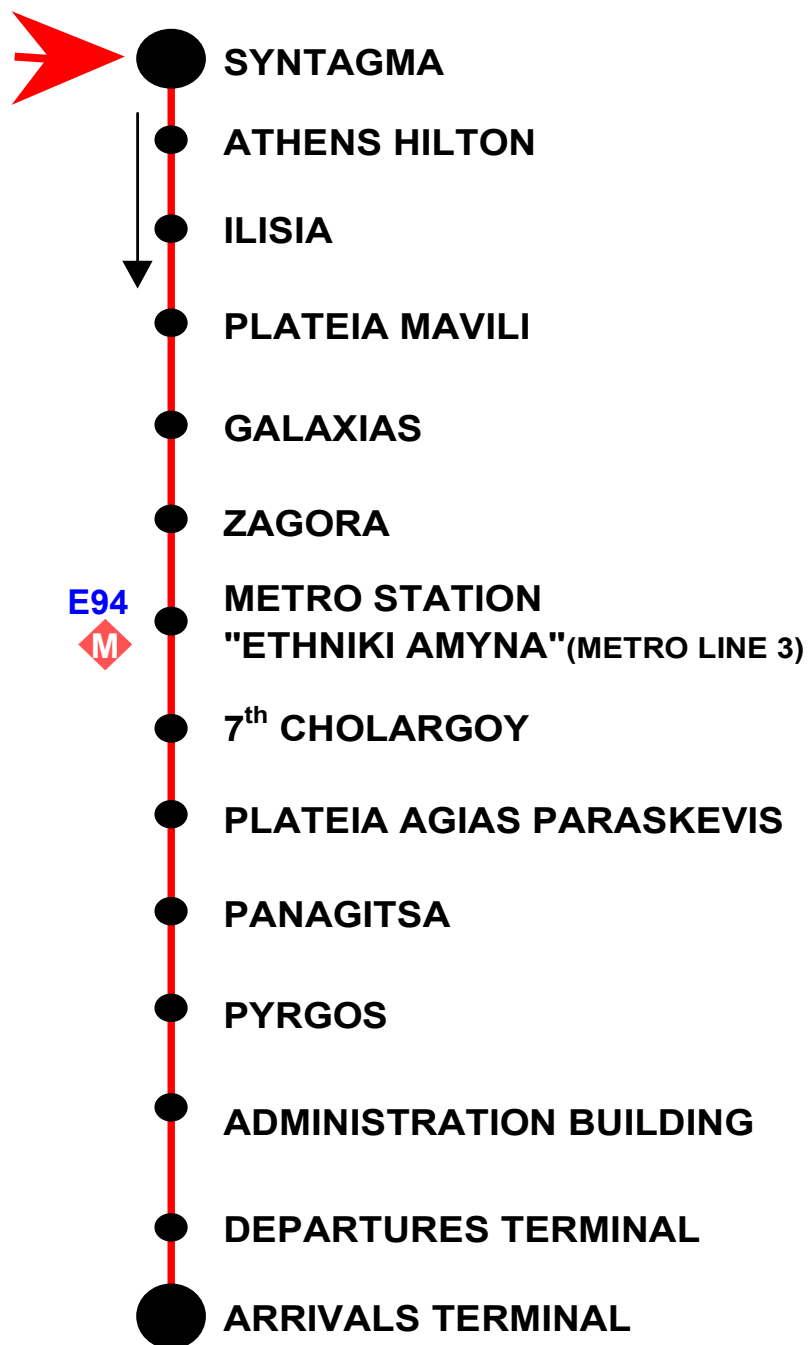 SYNTAGMA
ATHENS HILTON
ILISIA
PLATEIA MAVILI
GALAXIAS
ZAGORA
E94
M
METRO STATION
"ETHNIKI AMYNA"(METRO LINE 3)
7th CHOLARGOY
PLATEIA AGIAS PARASKEVIS
PANAGITSA
PYRGOS
ADMINISTRATION BUILDING
DEPARTURES TERMINAL
ARRIVALS TERMINAL